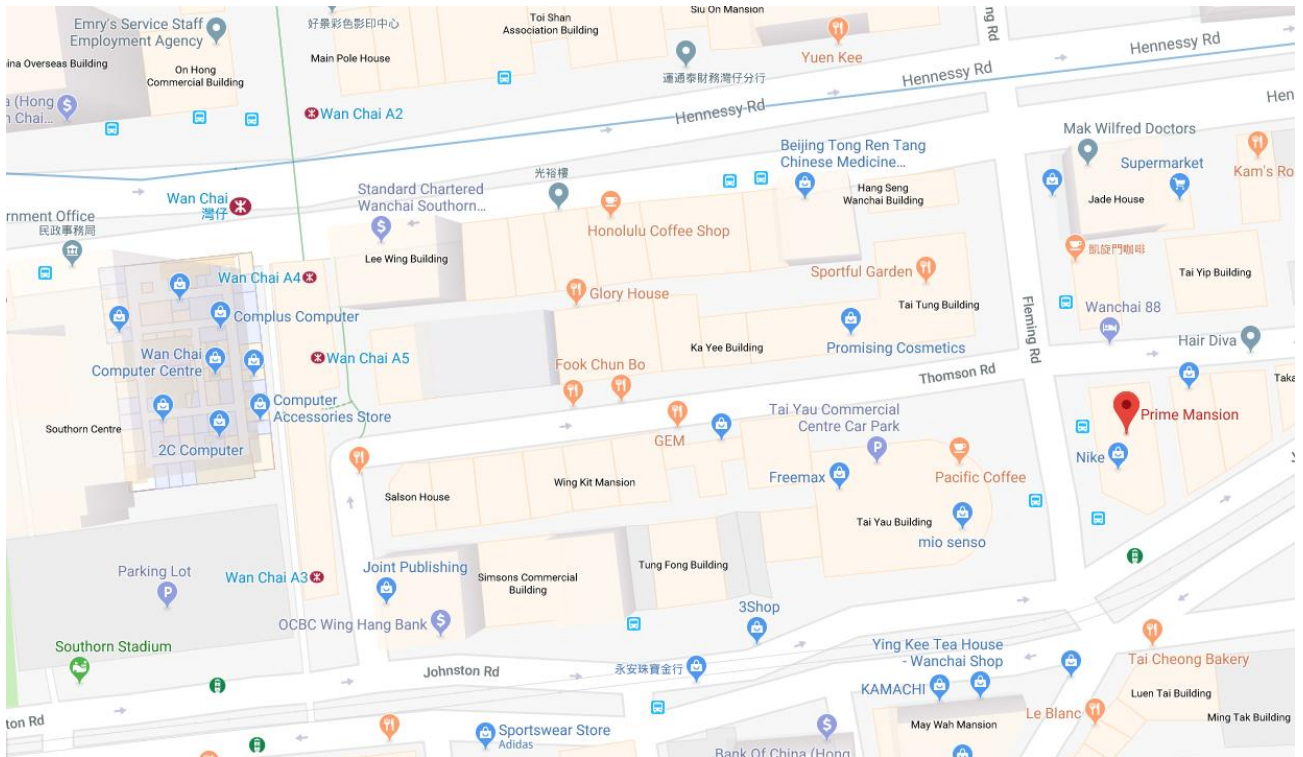 Emry's Service Staff
Employment Agency
好景彩色影印中心
Toi Shan
Association Building
Siu On Mansion
ng Rd
Hennessy Rd
ina Overseas Building
On Hong
Commercial Building
Main Pole House
Yuen Kee
運通泰財務灣仔分行
Hennessy Rd
a (Hong
n Chai...
Wan Chai A2
Hennessy Rd
Hen
Mak Wilfred Doctors
Beijing Tong Ren Tang
Chinese Medicine...
Supermarket
Kam's Ro
Wan Chai
灣仔
Standard Chartered
Wanchai Southorn...
光裕樓
Hang Seng
Wanchai Building
Jade House
rnment Office
民政事務局
Honolulu Coffee Shop
Lee Wing Building
凱旋門咖啡
Wan Chai A4
Sportful Garden
Tai Yip Building
Glory House
Tai Tung Building
Wanchai 88
Complus Computer
Fleming Rd
Hair Diva
Wan Chai
Computer Centre
Wan Chai A5
Ka Yee Building
Promising Cosmetics
Fook Chun Bo
Thomson Rd
Taka
Computer
Accessories Store
Tai Yau Commercial
Centre Car Park
Prime Mansion
Southorn Centre
2C Computer
GEM
Nike
Salson House
Wing Kit Mansion
Freemax
Pacific Coffee
Tai Yau Building
mio senso
Parking Lot
Wan Chai A3
Joint Publishing
Simsons Commercial
Building
Tung Fong Building
3Shop
OCBC Wing Hang Bank
Southorn Stadium
Ying Kee Tea House
- Wanchai Shop
Tai Cheong Bakery
Johnston Rd
永安珠寶金行
KAMACHI
Luen Tai Building
ton Rd
Sportswear Store
Adidas
May Wah Mansion
Le Blanc
Ming Tak Building
Bank Of China (Hong